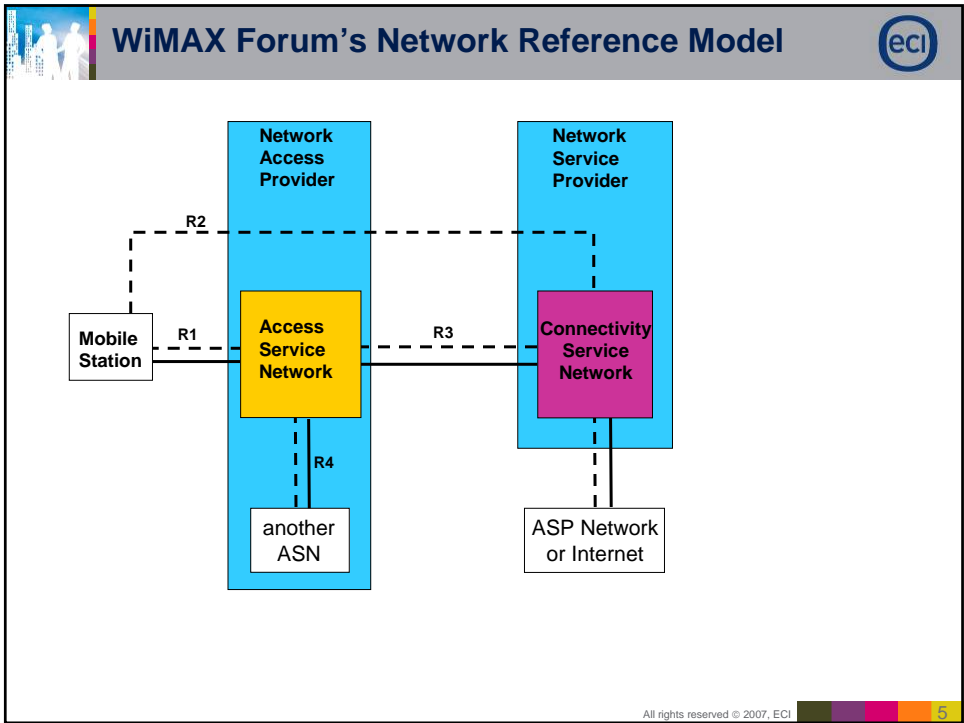 WiMAX Forum's Network Reference Model
eci
Network
Access
Provider
Network
Service
Provider
R2
Mobile
Station
R1
Access
Service
Network
R3
Connectivity
Service
Network
R4
another
ASN
ASP Network
or Internet
All rights reserved © 2007, ECI
5